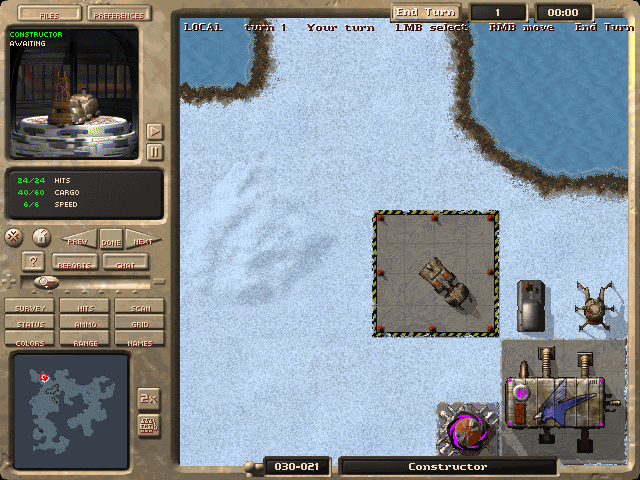 FILES
PREFERENCES
End Turn
1
00:00
LOCAL turn 1 Your turn LMB select RMB move End Turn
CONSTRUCTOR
AWAITING
24/24 HITS
40/60 CARGO
6/6 SPEED
PREV
DONE
NEXT
?
REPORTS
CHAT
SURVEY
HITS
SCAN
STATUS
AMMO
GRID
COLORS
RANGE
NAMES
2x
030-021
Constructor